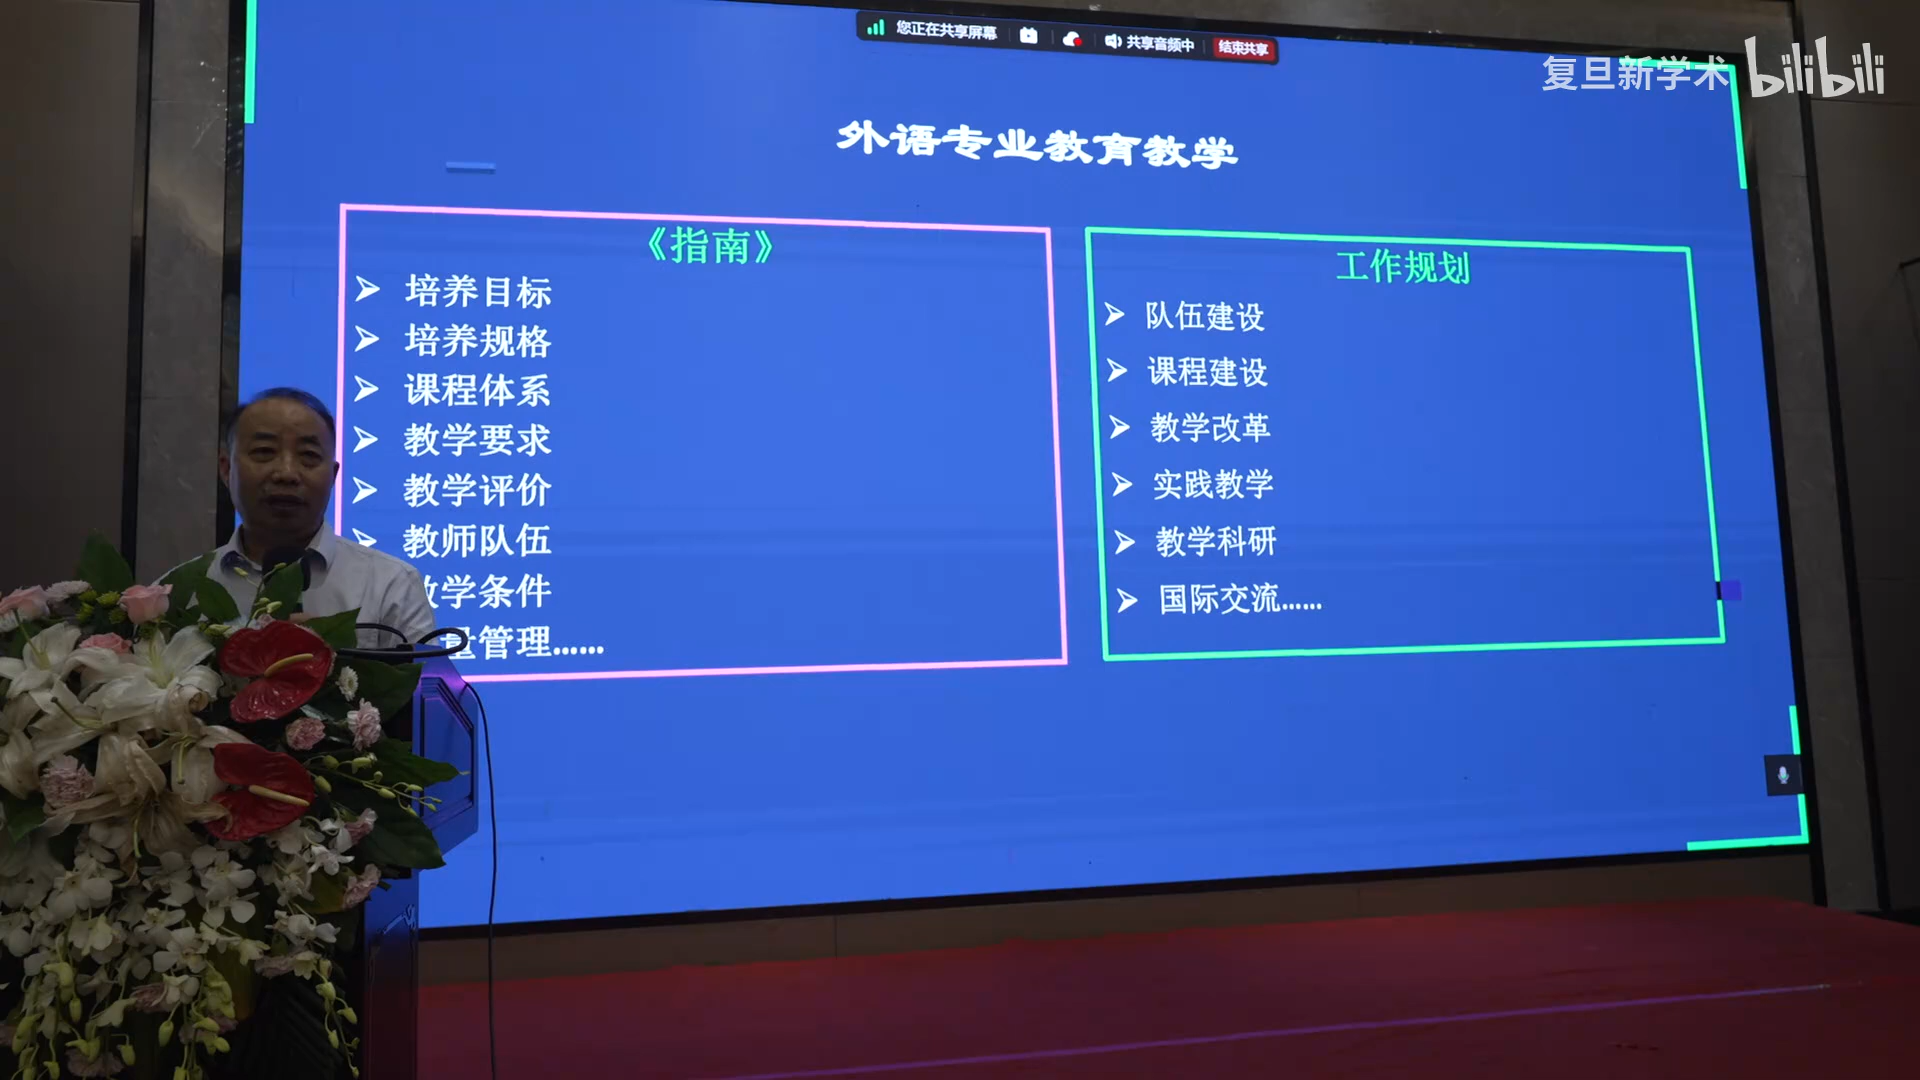 您正在共享屏幕 共享音频中 结束共享
复旦新学术 bilibili
外语专业教育教学
《指南》
培养目标
培养规格
课程体系
教学要求
教学评价
教师队伍
教学条件
量管理......
工作规划
队伍建设
课程建设
教学改革
实践教学
教学科研
国际交流......